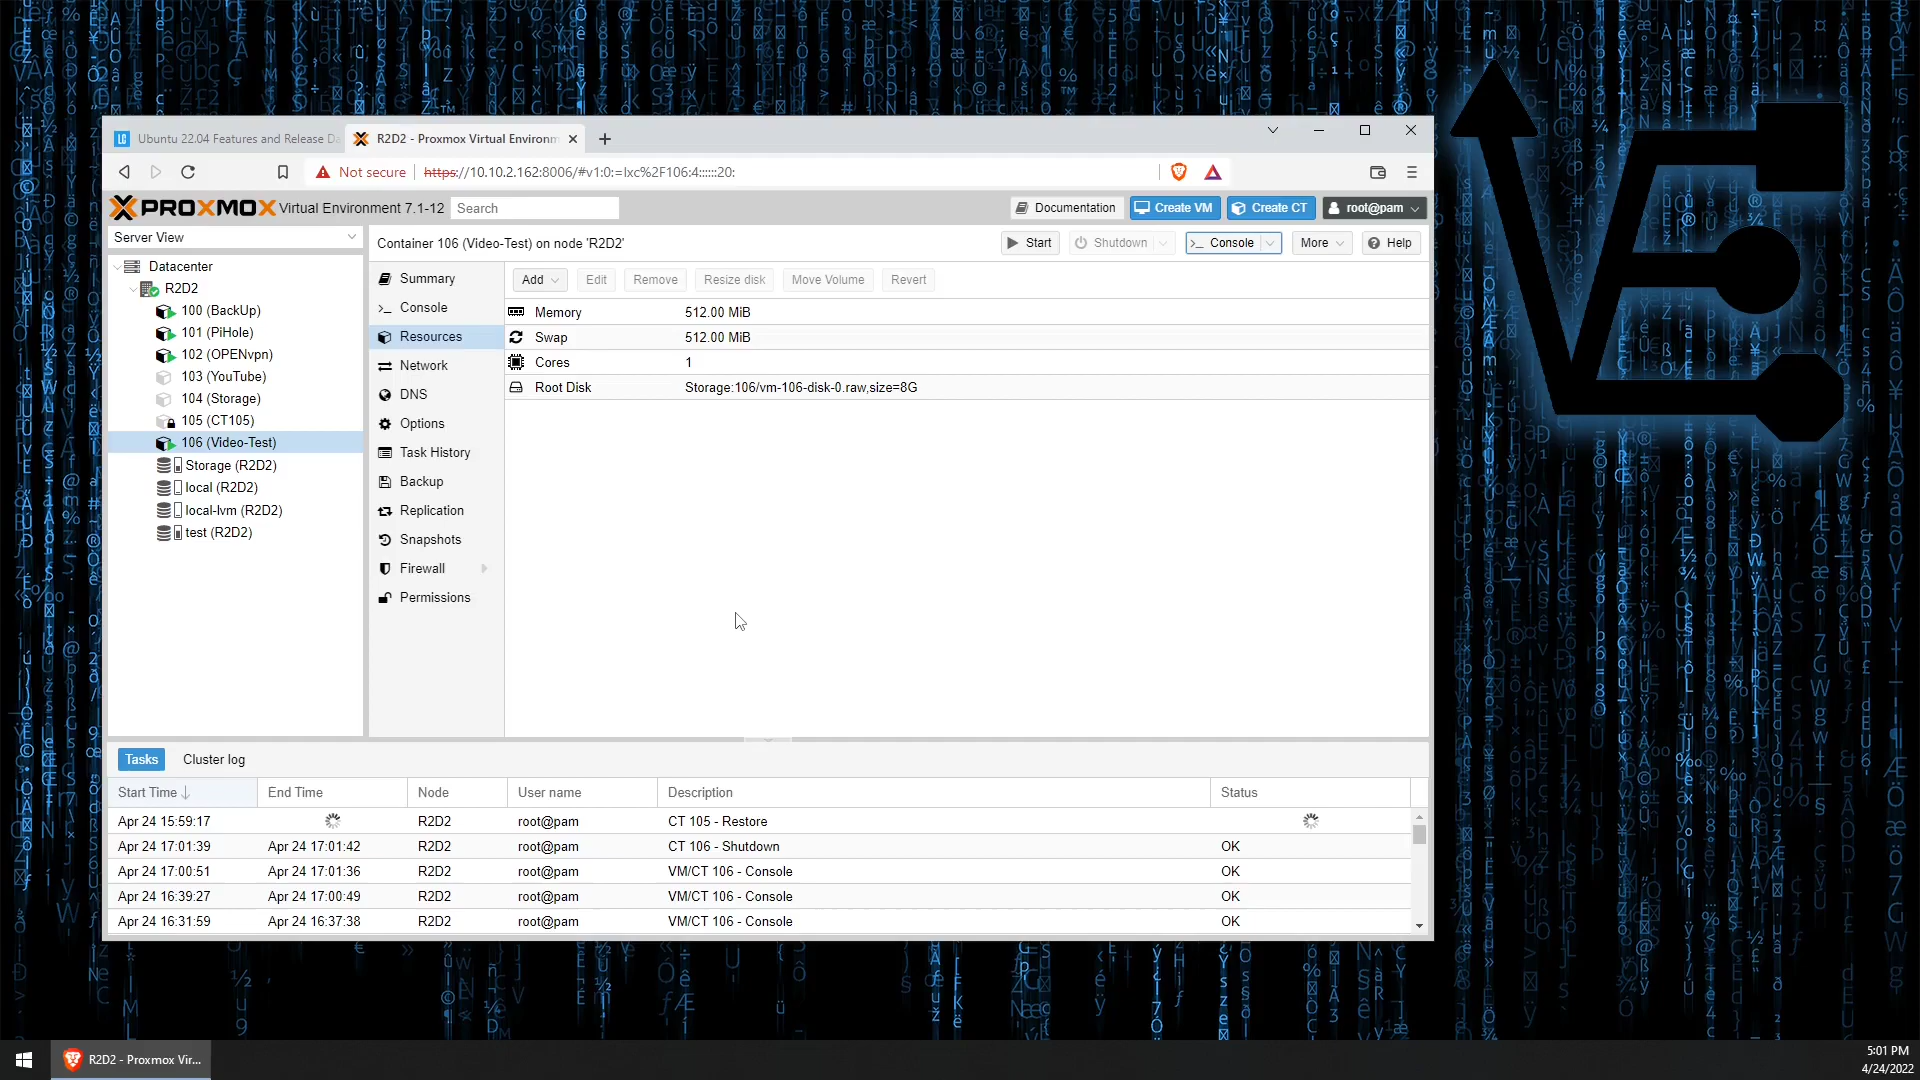 Ubuntu 22.04 Features and Release Da
R2D2 - Proxmox Virtual Environm
Not secure
https://10.10.2.162:8006/#v1:0:=lxc%2F106:4::::::20:
PROXMOX Virtual Environment 7.1-12
Search
Documentation
Create VM
Create CT
root@pam
Server View
Container 106 (Video-Test) on node 'R2D2'
Start
Shutdown
Console
More
Help
Datacenter
R2D2
100 (BackUp)
101 (PiHole)
102 (OPENvpn)
103 (YouTube)
104 (Storage)
105 (CT105)
106 (Video-Test)
Storage (R2D2)
local (R2D2)
local-lvm (R2D2)
test (R2D2)
Summary
Console
Resources
Network
DNS
Options
Task History
Backup
Replication
Snapshots
Firewall
Permissions
Add
Edit
Remove
Resize disk
Move Volume
Revert
Memory 512.00 MiB
Swap 512.00 MiB
Cores 1
Root Disk Storage:106/vm-106-disk-0.raw,size=8G
Tasks
Cluster log
Start Time End Time Node User name Description Status
Apr 24 15:59:17 R2D2 root@pam CT 105 - Restore
Apr 24 17:01:39 Apr 24 17:01:42 R2D2 root@pam CT 106 - Shutdown OK
Apr 24 17:00:51 Apr 24 17:01:36 R2D2 root@pam VM/CT 106 - Console OK
Apr 24 16:39:27 Apr 24 17:00:49 R2D2 root@pam VM/CT 106 - Console OK
Apr 24 16:31:59 Apr 24 16:37:38 R2D2 root@pam VM/CT 106 - Console OK
R2D2 - Proxmox Vir...
5:01 PM
4/24/2022